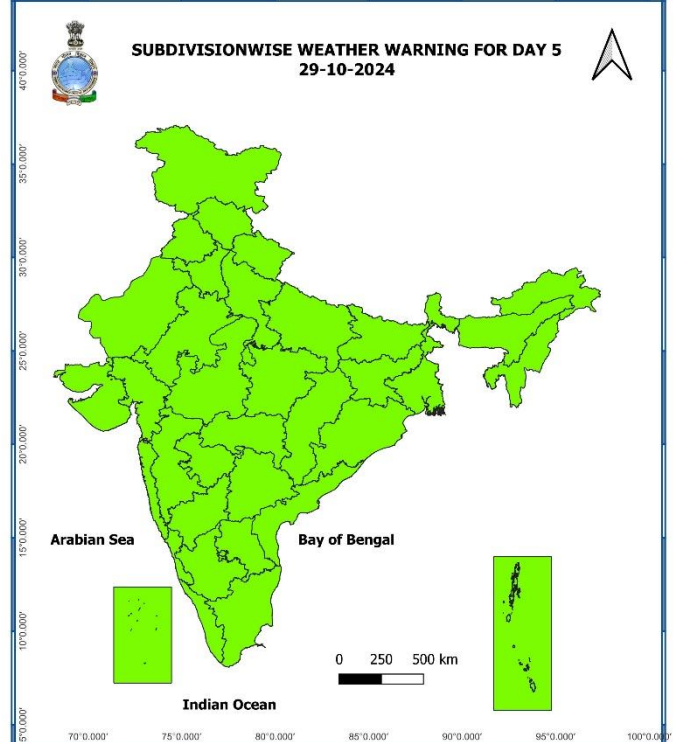 SUBDIVISIONWISE WEATHER WARNING FOR DAY 5
29-10-2024
40°0.000'
35°0.000'
30°0.000'
25°0.000'
20°0.000'
15°0.000'
10°0.000'
5°0.000'
Arabian Sea
Bay of Bengal
0 250 500 km
Indian Ocean
70°0.000' 75°0.000' 80°0.000' 85°0.000' 90°0.000' 95°0.000' 100°0.000'